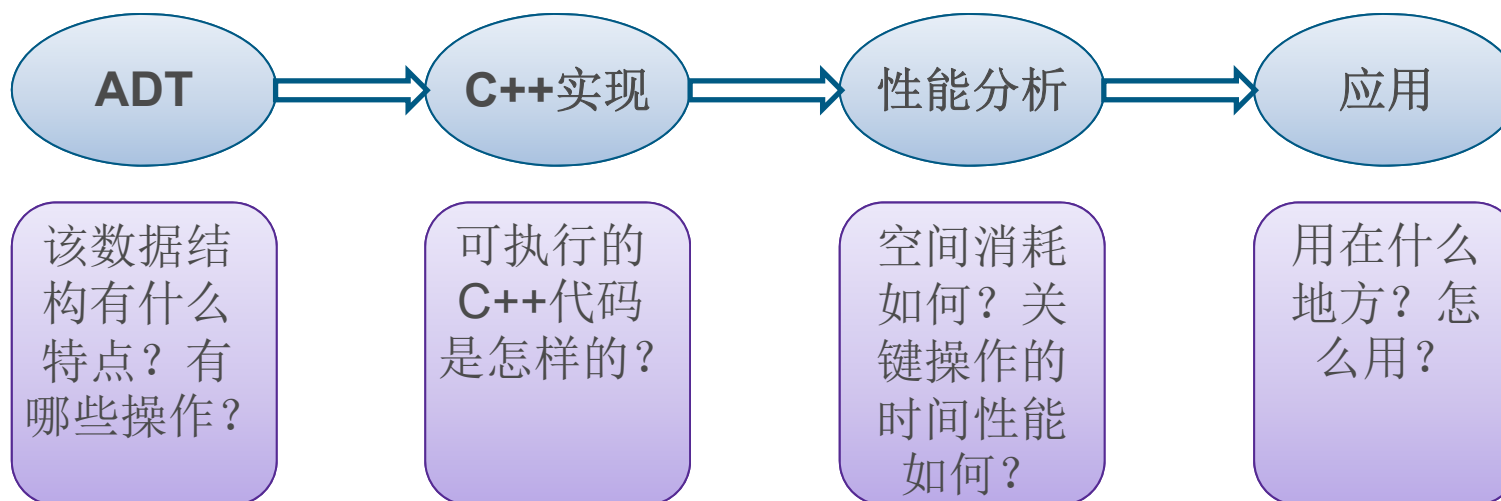 ADT
C++实现
性能分析
应用
该数据结
构有什么
特点？有
哪些操作？
可执行的
C++代码
是怎样的？
空间消耗
如何？关
键操作的
时间性能
如何？
用在什么
地方？怎
么用？